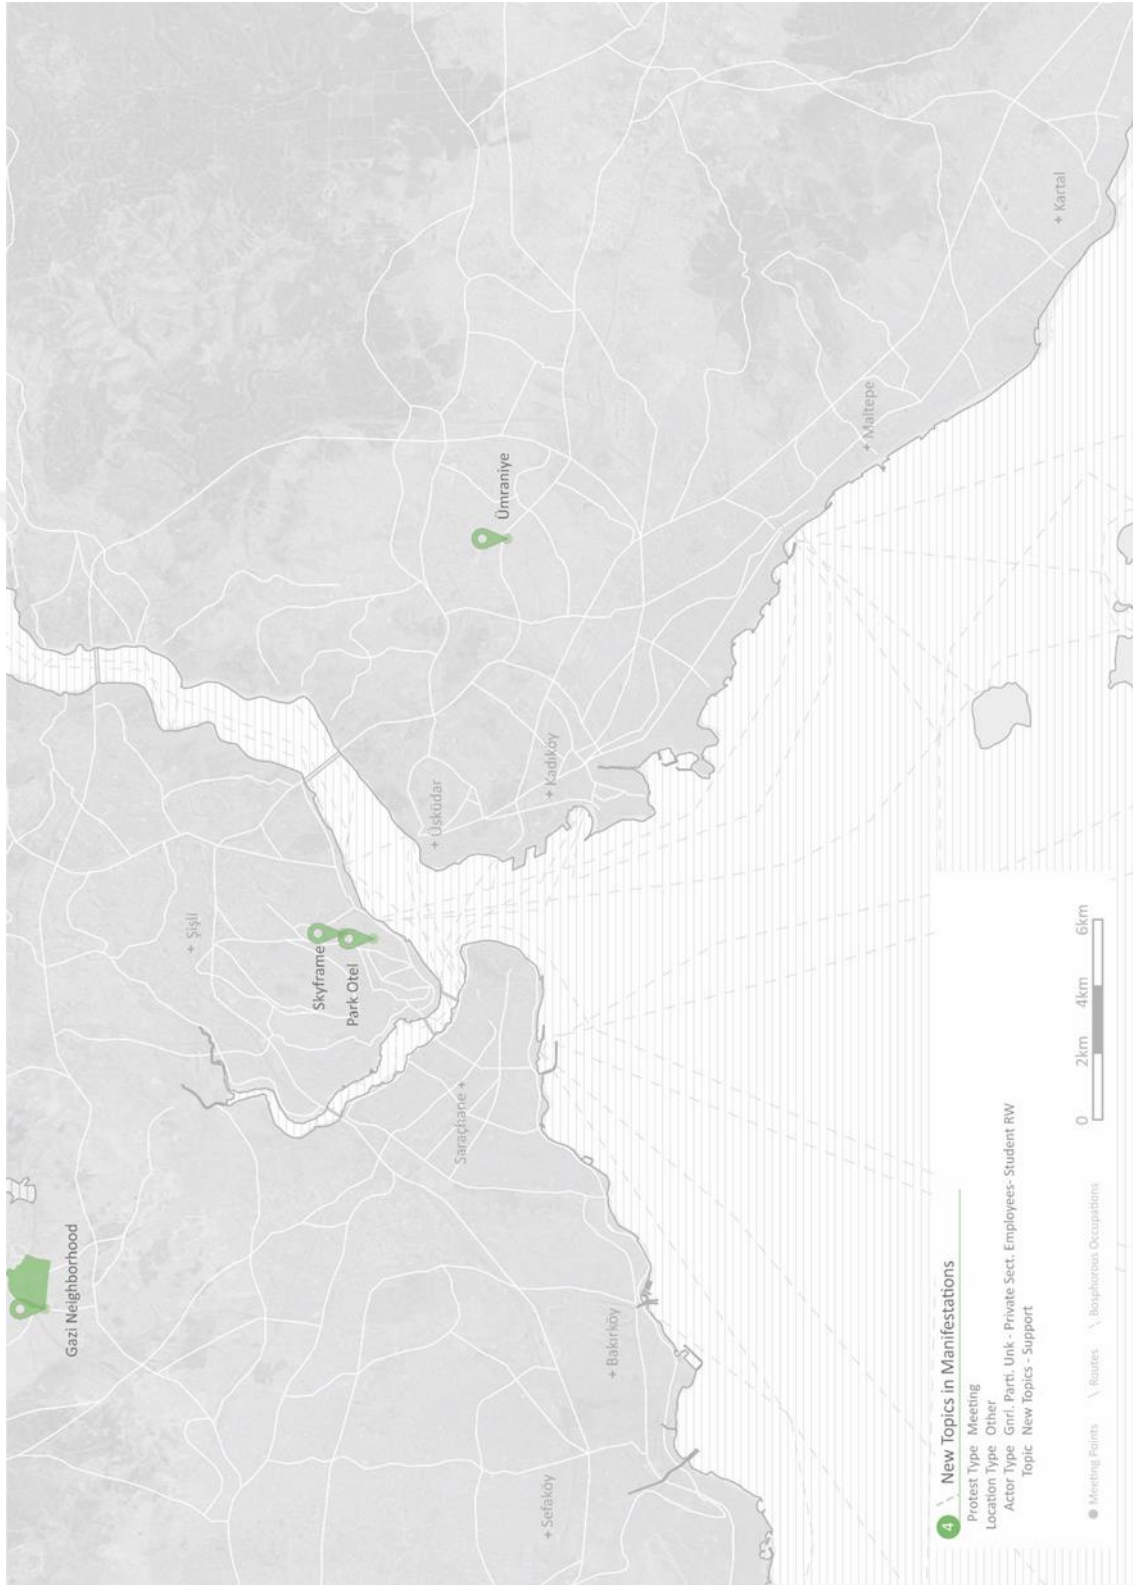 Gazi Neighborhood
+ Şişli
Skyframe
Park Otel
Ümraniye
+ Üsküdar
Saraçhane +
+ Kadıköy
+ Sefaköy
+ Bakırköy
+ Maltepe
+ Kartal
4 New Topics in Manifestations
Protest Type Meeting
Location Type Other
Actor Type Gnrl. Parti. Unk - Private Sect. Employees- Student RW
Topic New Topics - Support
Meeting Points \ Routes \ Bosphorous Occupations
0 2km 4km 6km